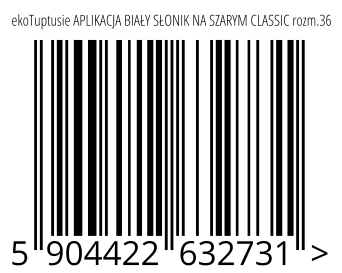 ekoTuptusie APLIKACJA BIAŁY SŁONIK NA SZARYM CLASSIC rozm.36
5 904422 632731 >